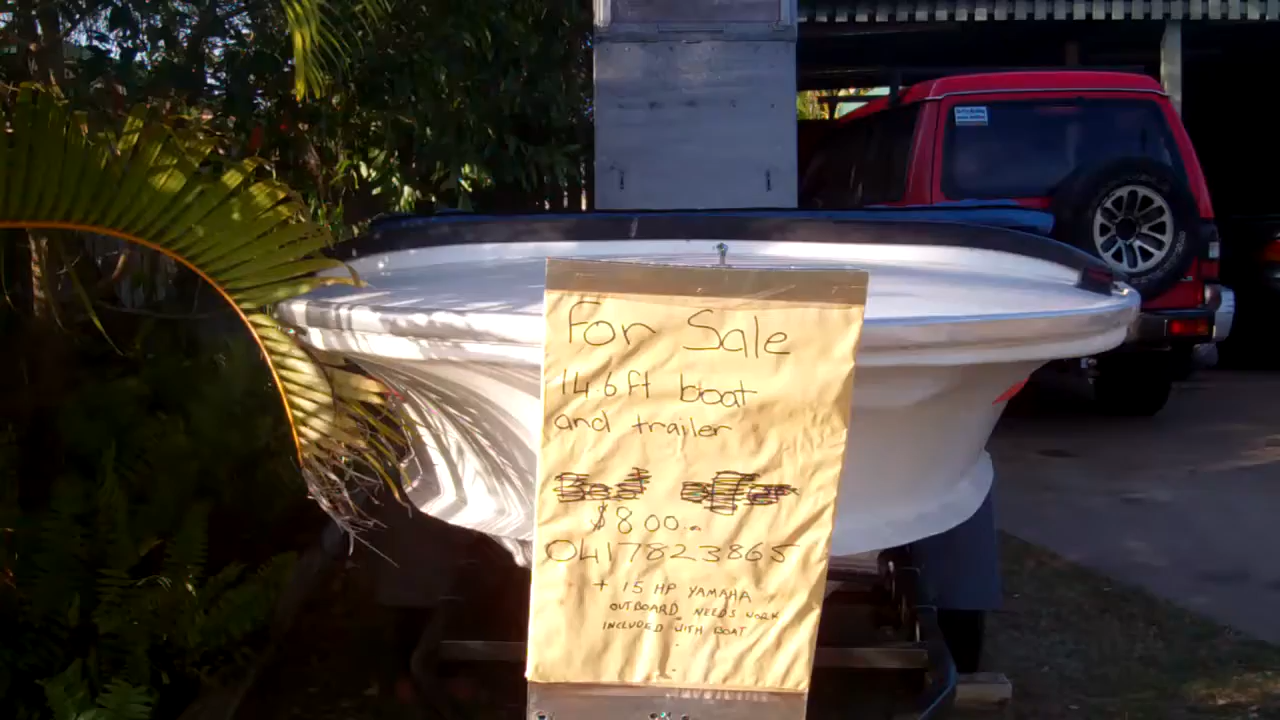 For Sale
14.6ft boat
and trailer
$800..
0417823865
+ 15 HP YAMAHA
OUTBOARD NEEDS WORK
INCLUDED WITH BOAT